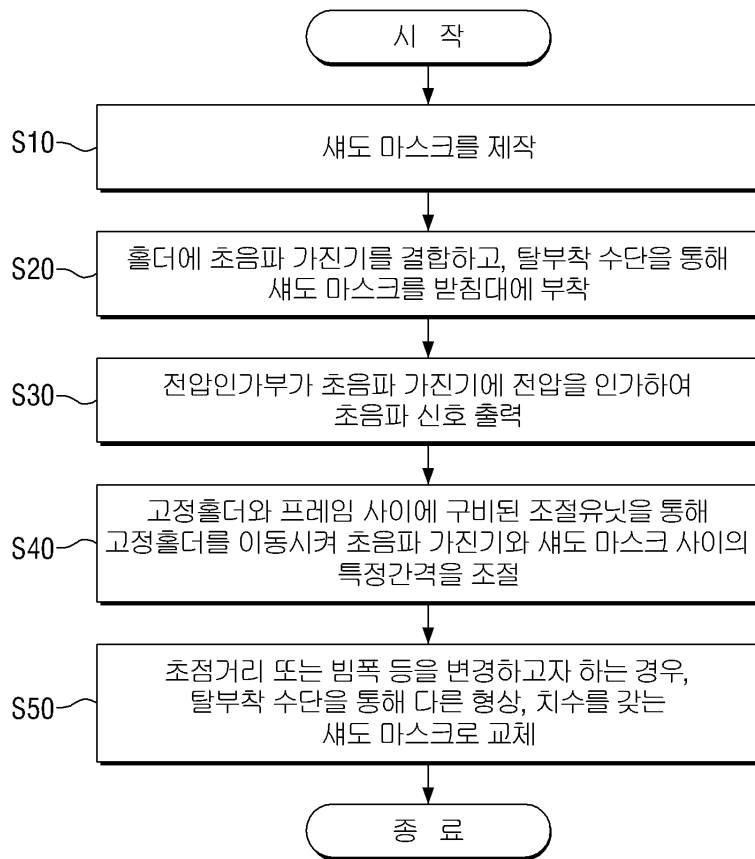 시 작
S10
섀도 마스크를 제작
S20
홀더에 초음파 가진기를 결합하고, 탈부착 수단을 통해
섀도 마스크를 받침대에 부착
S30
전압인가부가 초음파 가진기에 전압을 인가하여
초음파 신호 출력
S40
고정홀더와 프레임 사이에 구비된 조절유닛을 통해
고정홀더를 이동시켜 초음파 가진기와 섀도 마스크 사이의
특정간격을 조절
S50
초점거리 또는 빔폭 등을 변경하고자 하는 경우,
탈부착 수단을 통해 다른 형상, 치수를 갖는
섀도 마스크로 교체
종 료